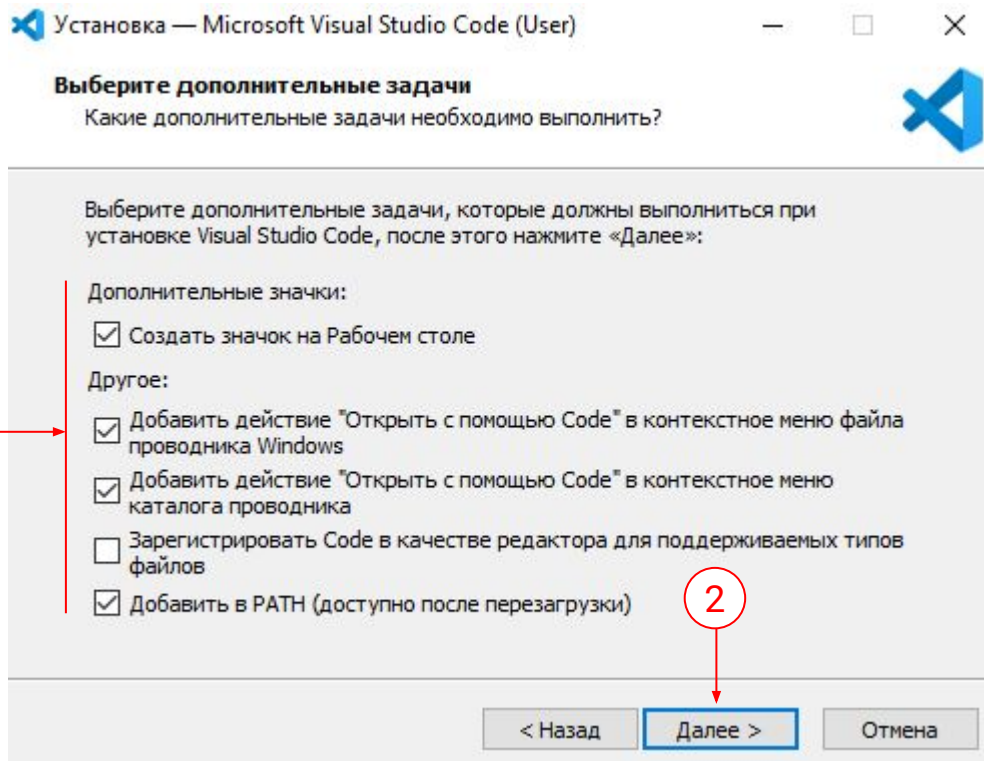 Установка — Microsoft Visual Studio Code (User)
Выберите дополнительные задачи
Какие дополнительные задачи необходимо выполнить?
Выберите дополнительные задачи, которые должны выполниться при
установке Visual Studio Code, после этого нажмите «Далее»:
Дополнительные значки:
Создать значок на Рабочем столе
Другое:
Добавить действие "Открыть с помощью Code" в контекстное меню файла
проводника Windows
Добавить действие "Открыть с помощью Code" в контекстное меню
каталога проводника
Зарегистрировать Code в качестве редактора для поддерживаемых типов
файлов
Добавить в PATH (доступно после перезагрузки)
2
< Назад Далее > Отмена